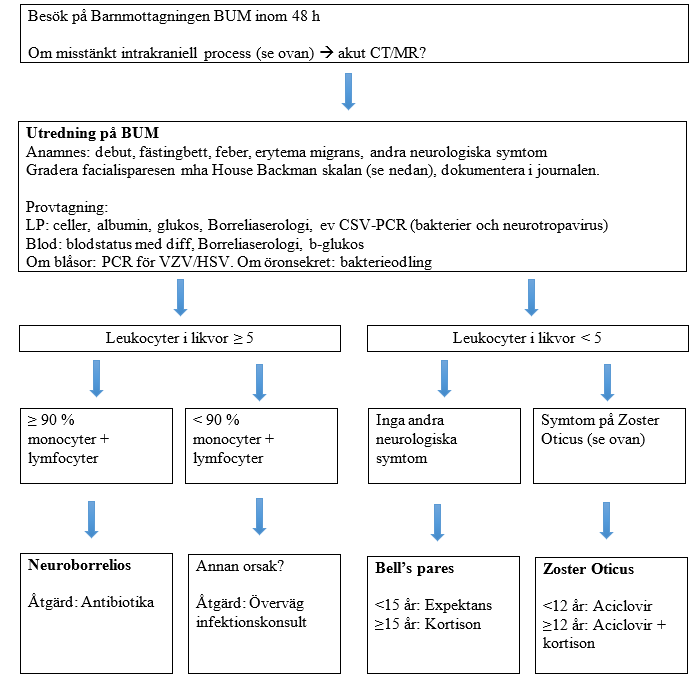 Besök på Barnmottagningen BUM inom 48 h
Om misstänkt intrakraniell process (se ovan) → akut CT/MR?
Utredning på BUM
Anamnes: debut, fästingbett, feber, erytema migrans, andra neurologiska symtom
Gradera facialisparesen mha House Backman skalan (se nedan), dokumentera i journalen.
Provtagning:
LP: celler, albumin, glukos, Borreliaserologi, ev CSV-PCR (bakterier och neurotropavirus)
Blod: blodstatus med diff, Borreliaserologi, b-glukos
Om blåsor: PCR för VZV/HSV. Om öronsekret: bakterieodling
Leukocyter i likvor ≥ 5
Leukocyter i likvor < 5
≥ 90 %
monocyter +
lymfocyter
< 90 %
monocyter +
lymfocyter
Inga andra
neurologiska
symtom
Symtom på Zoster
Oticus (se ovan)
Neuroborrelios
Åtgärd: Antibiotika
Annan orsak?
Åtgärd: Överväg
infektionskonsult
Bell's pares
<15 år: Expektans
≥15 år: Kortison
Zoster Oticus
<12 år: Aciclovir
≥12 år: Aciclovir +
kortison